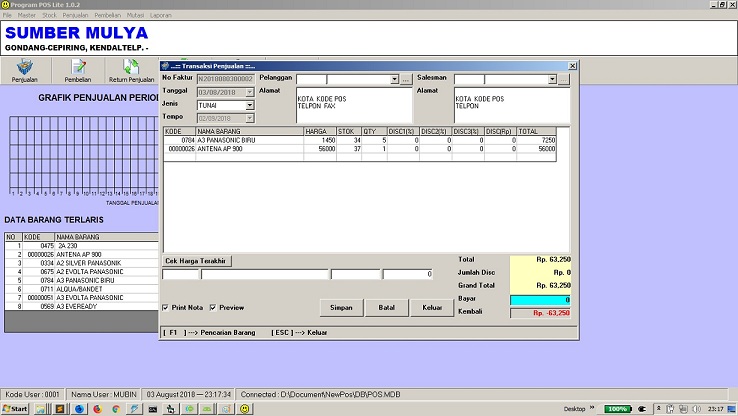 Program POS Lite 1.0.2
File Master Stock Penjualan Pembelian Mutasi Laporan
SUMBER MULYA
GONDANG-CEPIRING, KENDALTELP. -
Penjualan Pembelian Return Penjualan
GRAFIK PENJUALAN PERIO
1 2 3 4 5 6 7 8 9 10 11 12 13 14 15 16 17 18 1
TANGGAL PENJUALA
DATA BARANG TERLARIS
NO KODE NAMA BARANG
1 0475 2A 230
2 00000026 ANTENA AP 900
3 0334 A2 SILVER PANASONIK
4 0675 A2 EVOLTA PANASONIC
5 0784 A3 PANASONIC BIRU
6 0711 ALQUA/BANDET
7 00000051 A3 EVOLTA PANASONIC
8 0569 A3 EVEREADY
..::: Transaksi Penjualan ::...
No Faktur N2018080300002 Pelanggan ... Salesman ...
Tanggal 03/08/2018 Alamat Alamat
Jenis TUNAI
Tempo 02/09/2018
KOTA KODE POS
TELPON FAX
KOTA KODE POS
TELPON
KODE NAMA BARANG HARGA STOK QTY DISC1(%) DISC2(%) DISC3(%) DISC(Rp) TOTAL
0784 A3 PANASONIC BIRU 1450 34 5 0 0 0 0 7250
00000026 ANTENA AP 900 56000 37 1 0 0 0 0 56000
Cek Harga Terakhir
0
Total Rp. 63,250
Jumlah Disc Rp. 0
Grand Total Rp. 63,250
Bayar 0
Kembali Rp. -63,250
Print Nota Preview Simpan Batal Keluar
[ F1 ] ---> Pencarian Barang [ ESC ] ---> Keluar
Kode User : 0001 Nama User : MUBIN 03 August 2018 --- 23:17:34 Connected : D:\Document\NewPos\DB\POS.MDB
Start Desktop » 100% 23:17